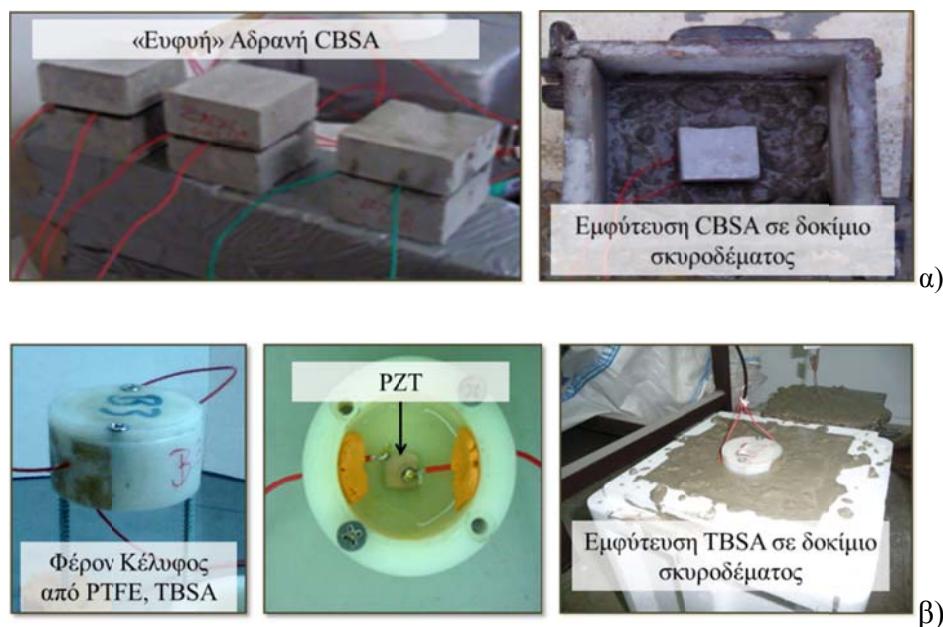 «Ευφυή» Αδρανή CBSA
Εμφύτευση CBSA σε δοκίμιο
σκυροδέματος
α)
PZT
83
B
Φέρον Κέλυφος
από PTFE, TBSA
Εμφύτευση TBSA σε δοκίμιο
σκυροδέματος
β)